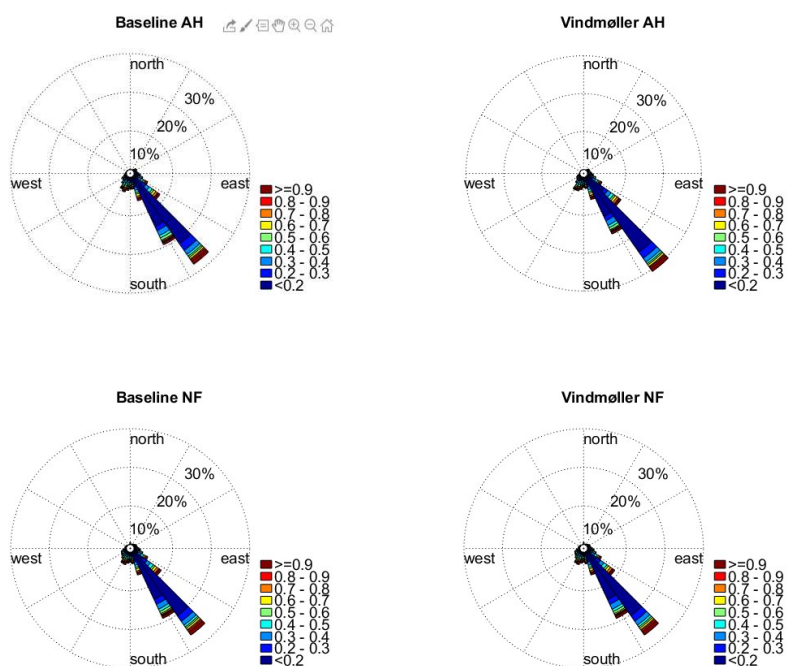 Baseline AH
north
30%
20%
10%
west
east
south
>=0.9
0.8 - 0.9
0.7 - 0.8
0.6 - 0.7
0.5 - 0.6
0.4 - 0.5
0.3 - 0.4
0.2 - 0.3
<0.2
Vindmøller AH
north
30%
20%
10%
west
east
south
>=0.9
0.8 - 0.9
0.7 - 0.8
0.6 - 0.7
0.5 - 0.6
0.4 - 0.5
0.3 - 0.4
0.2 - 0.3
<0.2
Baseline NF
north
30%
20%
10%
west
east
south
>=0.9
0.8 - 0.9
0.7 - 0.8
0.6 - 0.7
0.5 - 0.6
0.4 - 0.5
0.3 - 0.4
0.2 - 0.3
<0.2
Vindmøller NF
north
30%
20%
10%
west
east
south
>=0.9
0.8 - 0.9
0.7 - 0.8
0.6 - 0.7
0.5 - 0.6
0.4 - 0.5
0.3 - 0.4
0.2 - 0.3
<0.2